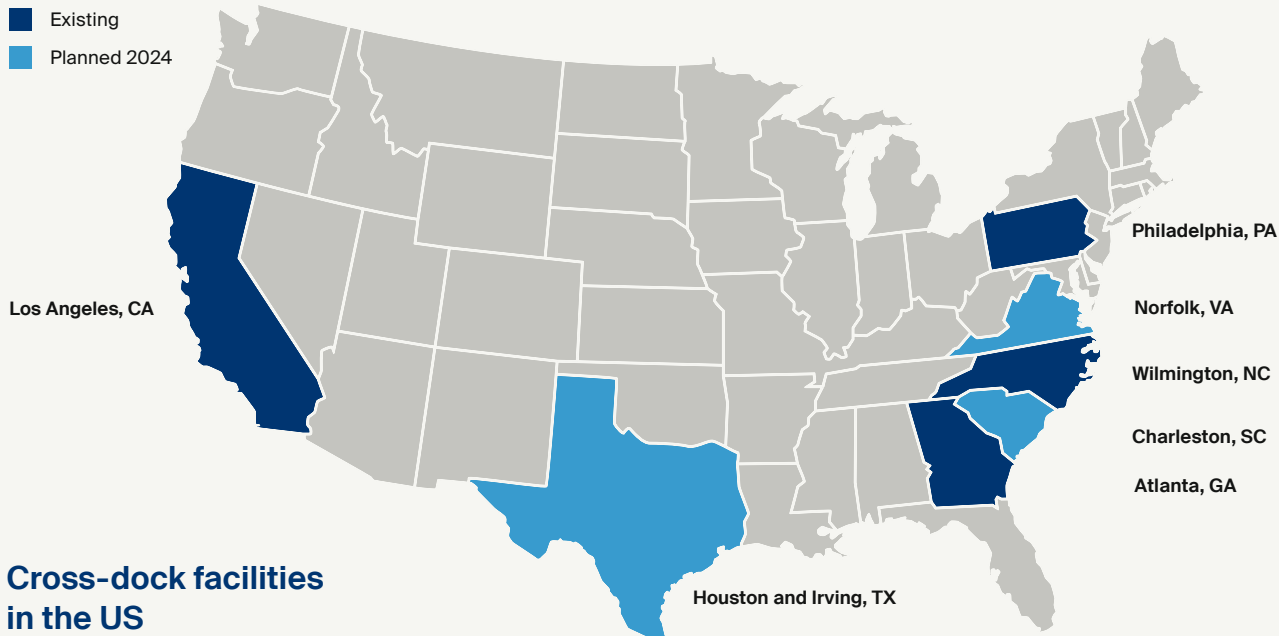 Existing
Planned 2024
Philadelphia, PA
Los Angeles, CA
Norfolk, VA
Wilmington, NC
Charleston, SC
Atlanta, GA
Cross-dock facilities
in the US
Houston and Irving, TX